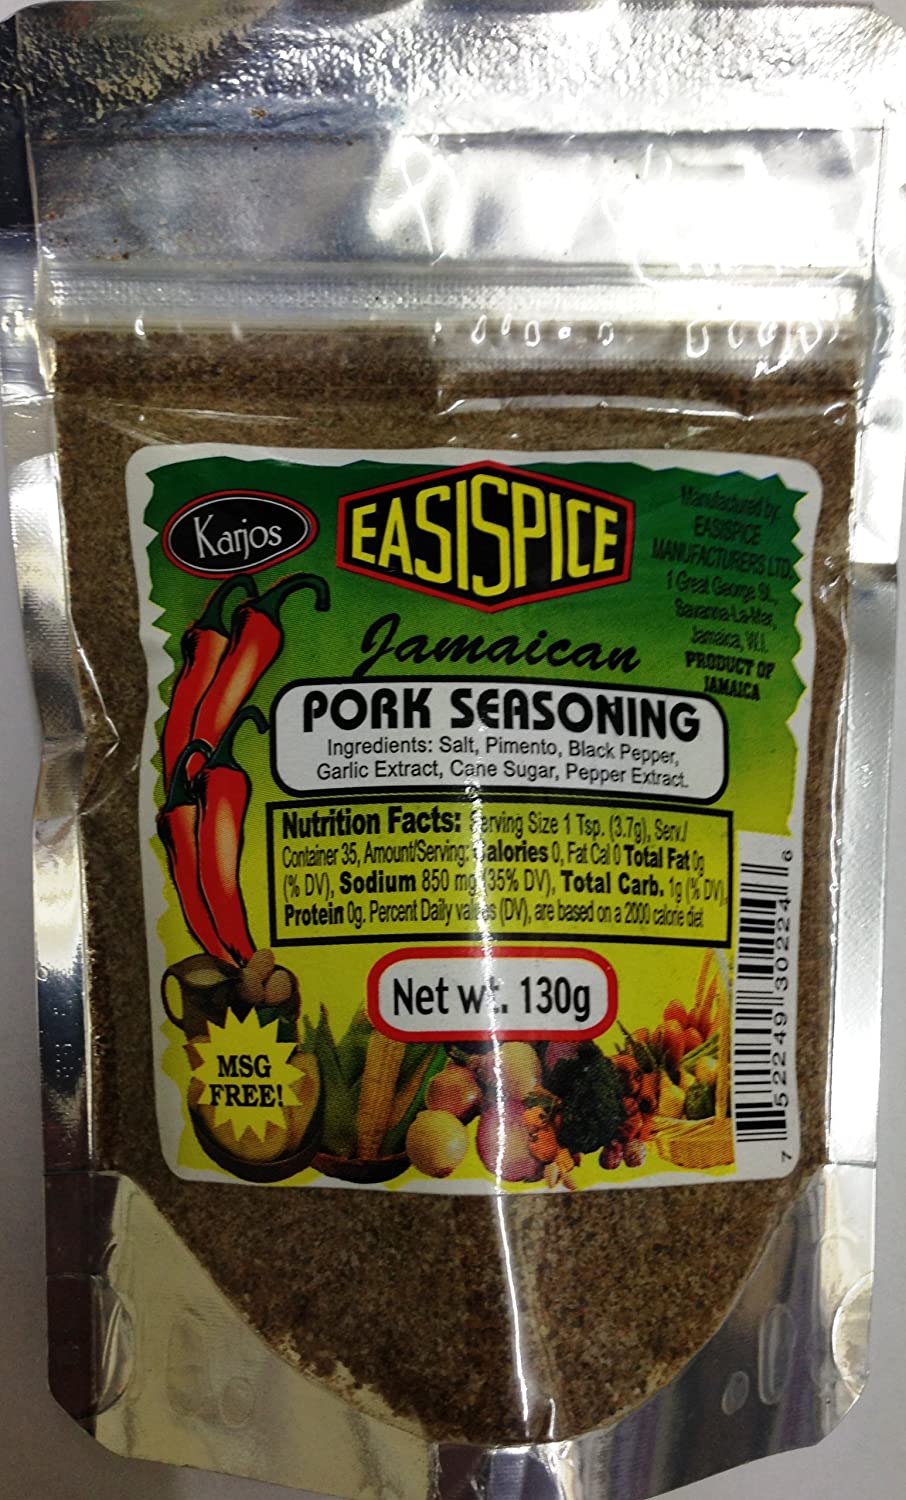 Karjos
EASISPICE
Manufactured by:
EASISPICE
MANUFACTURERS LTD.
1 Great George St.,
Savanna-La-Mar,
Jamaica, W.I.
PRODUCT OF
JAMAICA
Jamaican
PORK SEASONING
Ingredients: Salt, Pimento, Black Pepper,
Garlic Extract, Cane Sugar, Pepper Extract.
Nutrition Facts: Serving Size 1 Tsp. (3.7g), Serv./
Container 35, Amount/Serving: Calories 0, Fat Cal 0 Total Fat 0g
(% DV), Sodium 850 mg (35% DV), Total Carb. 1g (% DV),
Protein 0g. Percent Daily values (DV), are based on a 2000 calorie diet
Net wt. 130g
MSG
FREE!
7 52249 30224 6